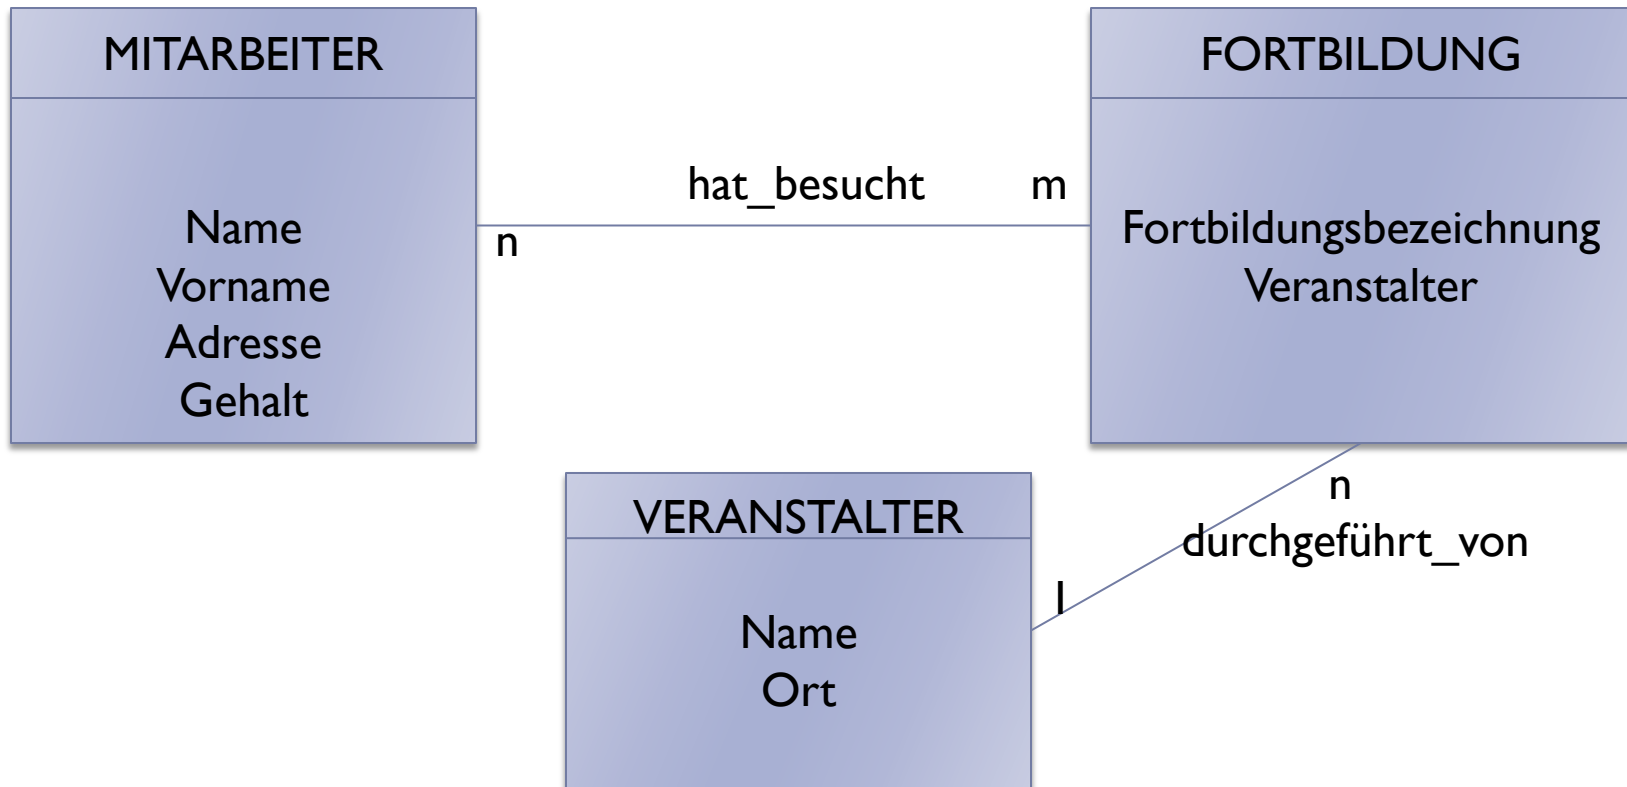 MITARBEITER
Name
Vorname
Adresse
Gehalt
hat_besucht
n
m
FORTBILDUNG
Fortbildungsbezeichnung
Veranstalter
n
durchgeführt_von
1
VERANSTALTER
Name
Ort